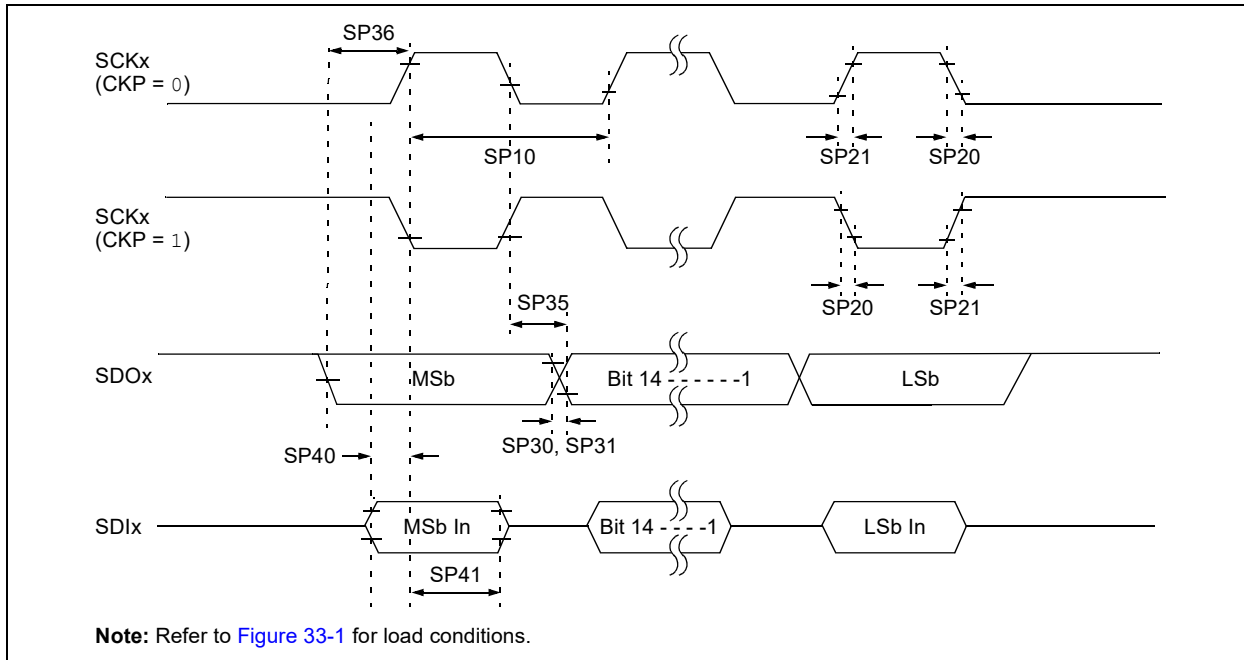 SP36
SCKx
(CKP = 0)
SP10
SP21
SP20
SCKx
(CKP = 1)
SP35
SP20
SP21
SDOx
MSb
Bit 14 - - - - - -1
LSb
SP30, SP31
SP40
SDIx
MSb In
Bit 14 - - - -1
LSb In
SP41
Note: Refer to Figure 33-1 for load conditions.